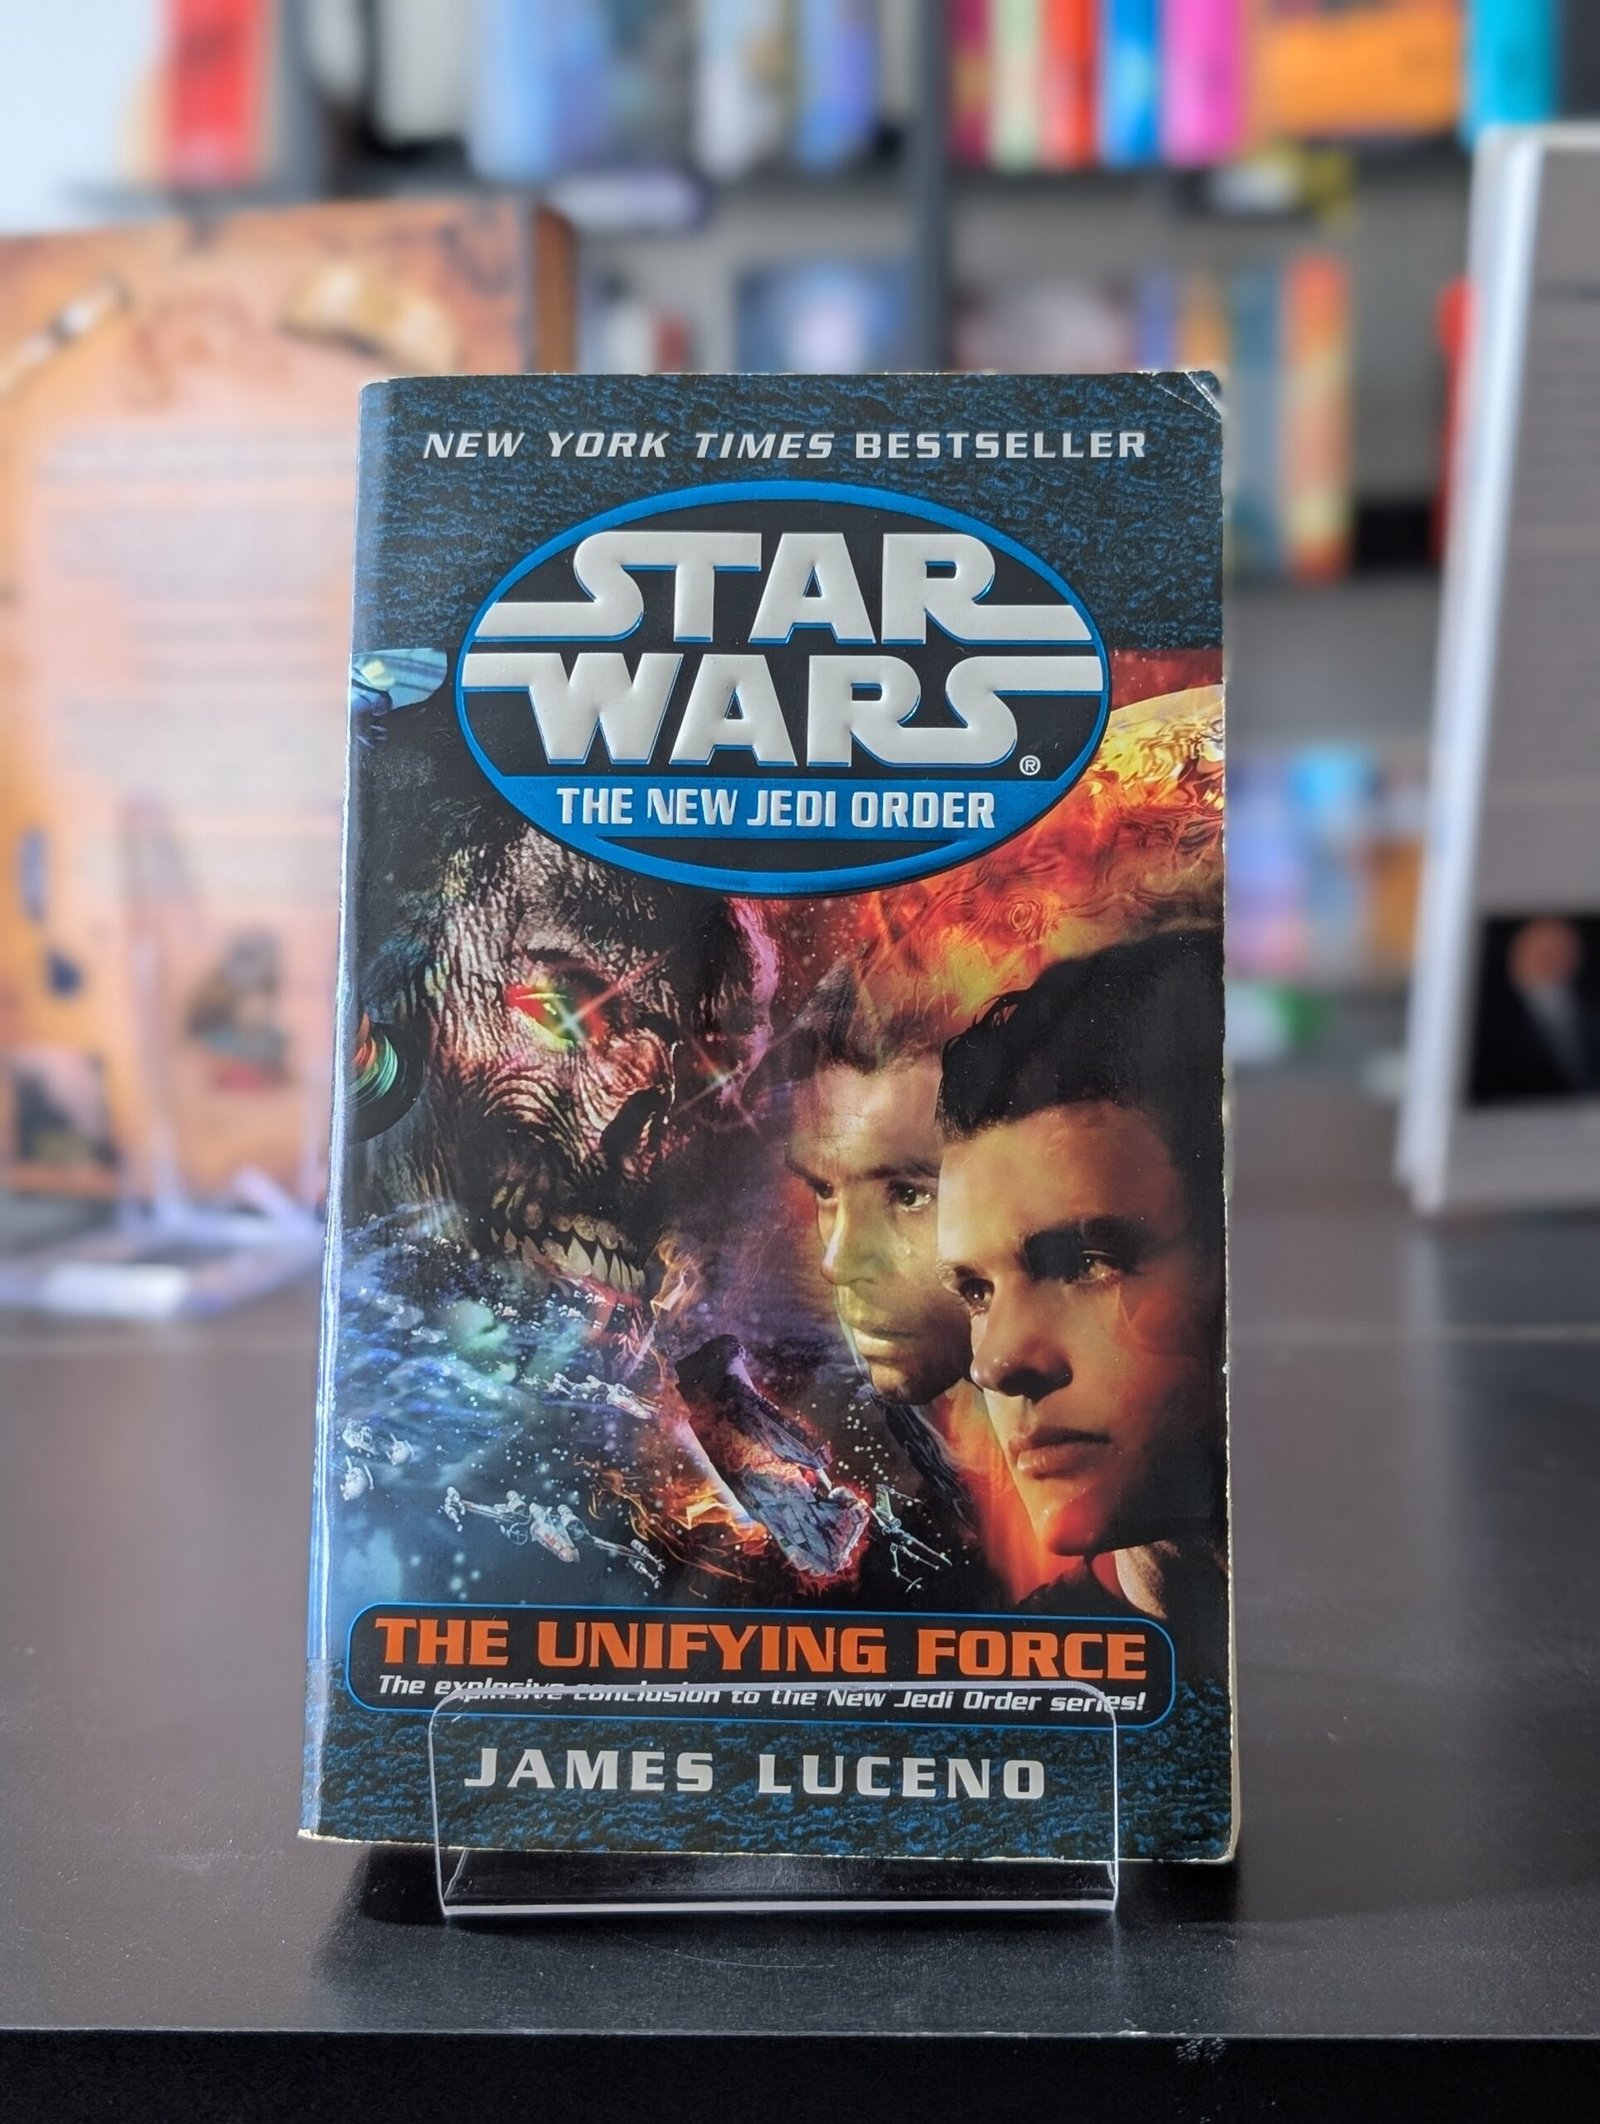 NEW YORK TIMES BESTSELLER
STAR
WARS®
THE NEW JEDI ORDER
THE UNIFYING FORCE
The explosive conclusion to the New Jedi Order series!
JAMES LUCENO